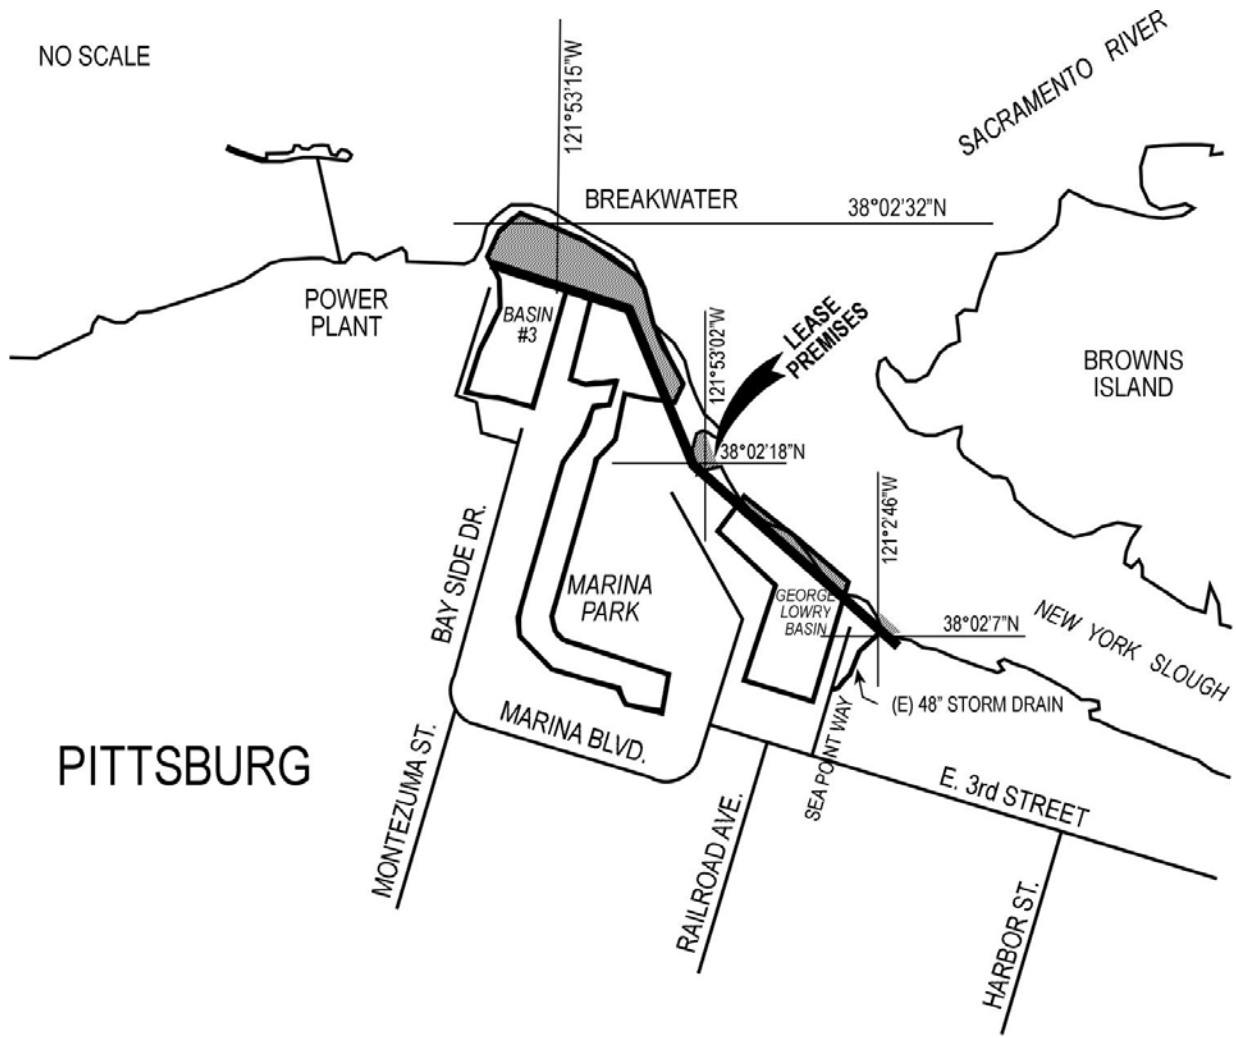 NO SCALE
121°53'15"W
SACRAMENTO RIVER
BREAKWATER
38°02'32"N
POWER
PLANT
BASIN
#3
121°53'02"W
LEASE
PREMISES
BROWNS
ISLAND
38°02'18"N
121°2'46"W
BAY SIDE DR.
MARINA
PARK
GEORGE
LOWRY
BASIN
38°02'7"N
NEW YORK SLOUGH
(E) 48" STORM DRAIN
MARINA BLVD.
SEA POINT WAY
PITTSBURG
MONTEZUMA ST.
RAILROAD AVE.
E. 3rd STREET
HARBOR ST.